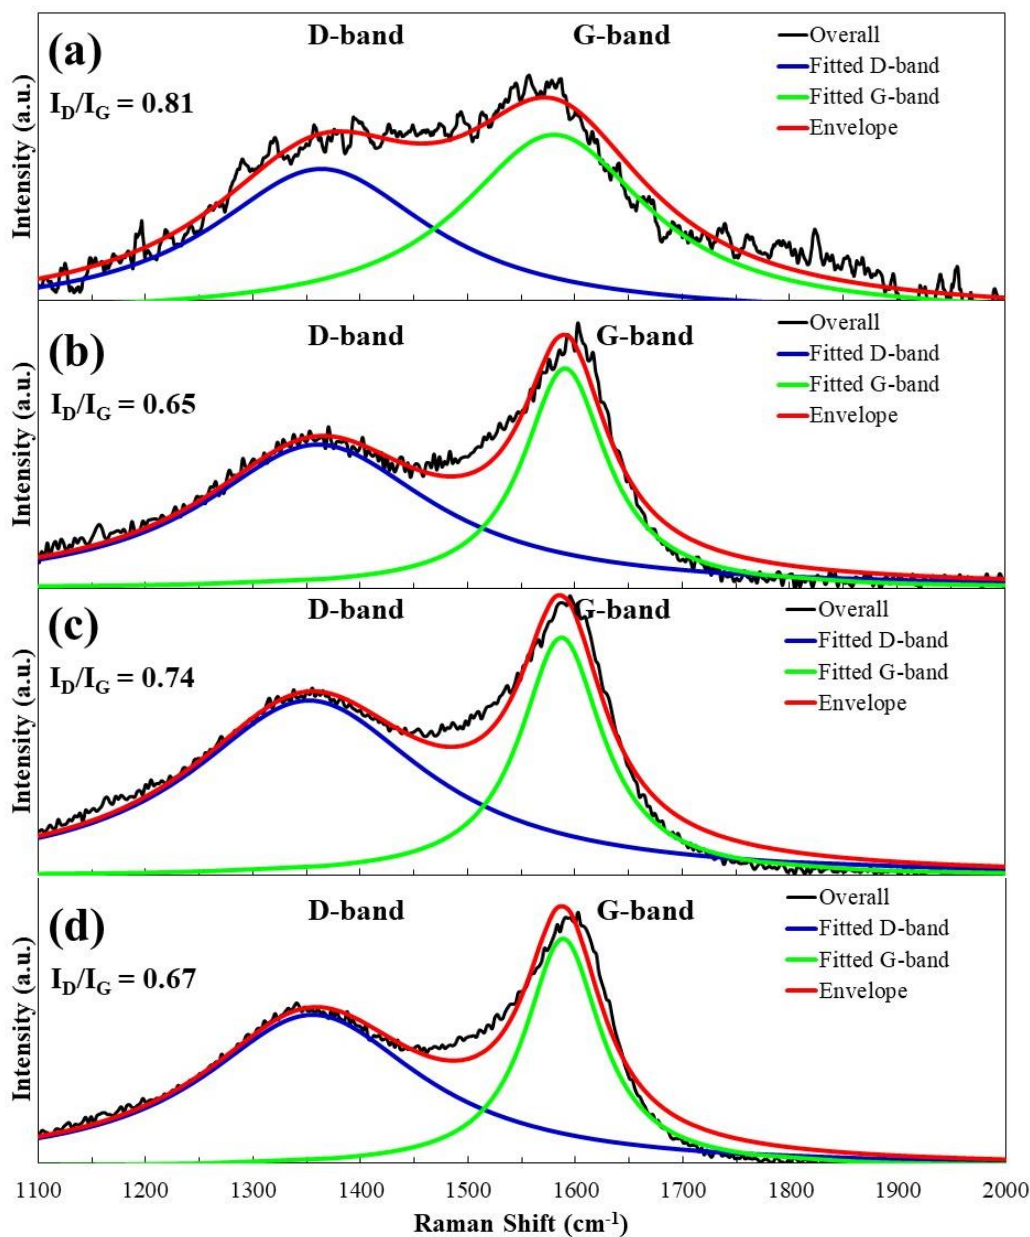 (a)
D-band
G-band
I_D/I_G = 0.81
Overall
Fitted D-band
Fitted G-band
Envelope
Intensity (a.u.)
(b)
D-band
G-band
I_D/I_G = 0.65
Overall
Fitted D-band
Fitted G-band
Envelope
Intensity (a.u.)
(c)
D-band
G-band
I_D/I_G = 0.74
Overall
Fitted D-band
Fitted G-band
Envelope
Intensity (a.u.)
(d)
D-band
G-band
I_D/I_G = 0.67
Overall
Fitted D-band
Fitted G-band
Envelope
Intensity (a.u.)
1100 1200 1300 1400 1500 1600 1700 1800 1900 2000
Raman Shift (cm⁻¹)